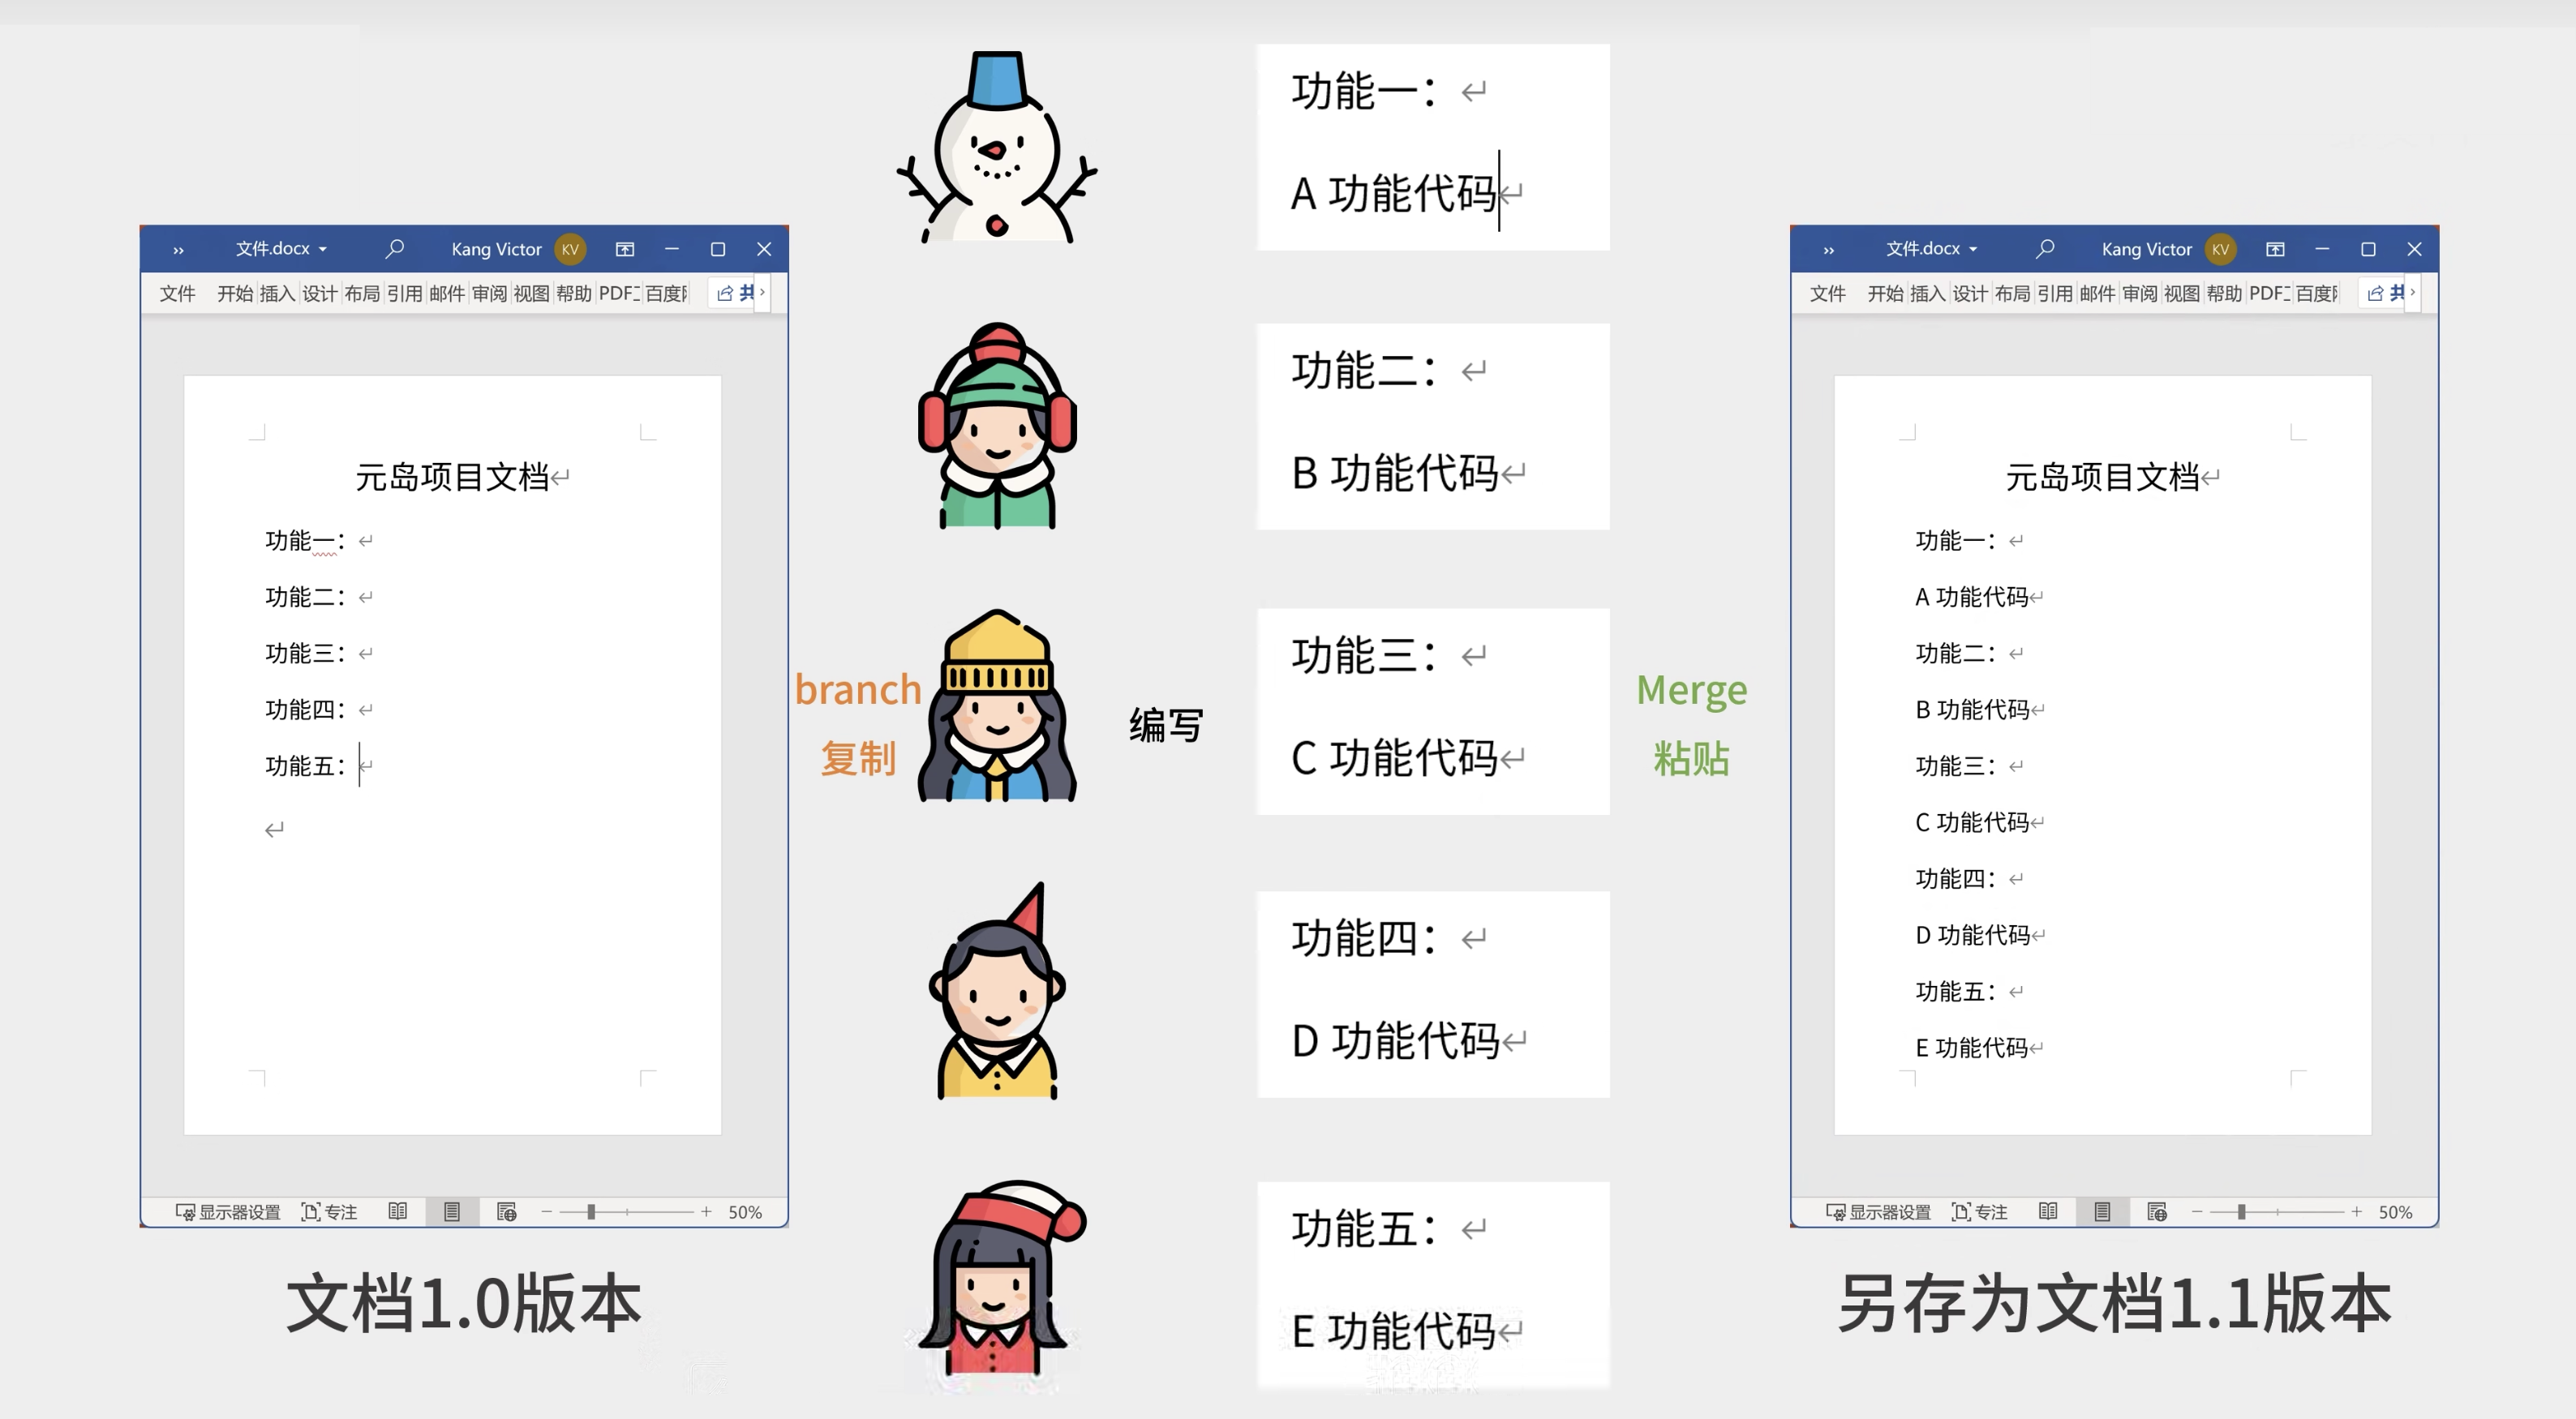 文件.docx Kang Victor KV
文件 开始 插入 设计 布局 引用 邮件 审阅 视图 帮助 PDF 百度 共
元岛项目文档
功能一：
功能二：
功能三：
功能四：
功能五：
显示器设置 专注 50%
文档1.0版本
branch
复制
编写
功能一：
A 功能代码
功能二：
B 功能代码
功能三：
C 功能代码
功能四：
D 功能代码
功能五：
E 功能代码
Merge
粘贴
文件.docx Kang Victor KV
文件 开始 插入 设计 布局 引用 邮件 审阅 视图 帮助 PDF 百度 共
元岛项目文档
功能一：
A 功能代码
功能二：
B 功能代码
功能三：
C 功能代码
功能四：
D 功能代码
功能五：
E 功能代码
显示器设置 专注 50%
另存为文档1.1版本